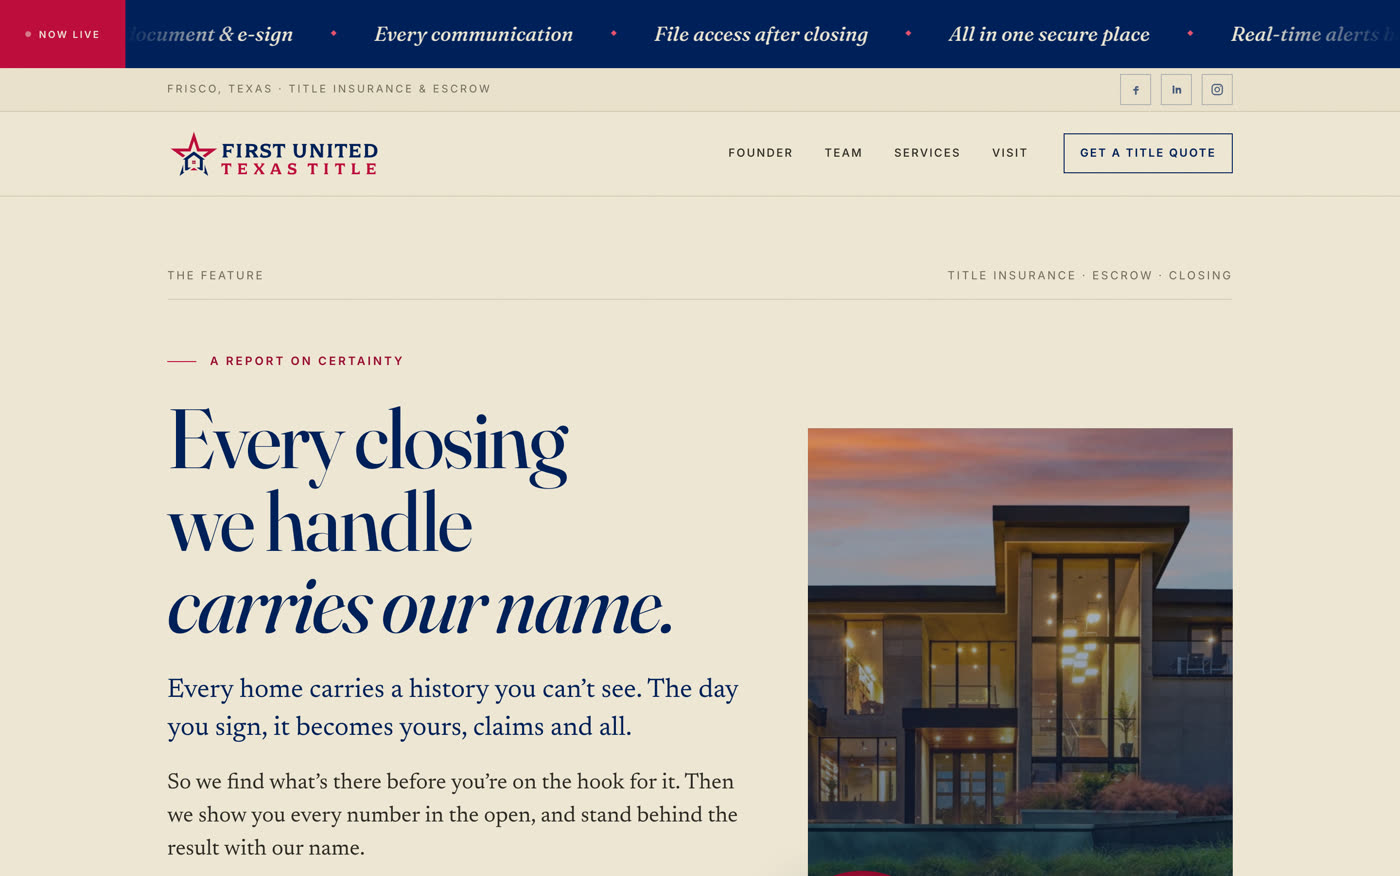 NOW LIVE
document & e-sign
Every communication
File access after closing
All in one secure place
Real-time alerts
FRISCO, TEXAS · TITLE INSURANCE & ESCROW
FIRST UNITED
TEXAS TITLE
FOUNDER
TEAM
SERVICES
VISIT
GET A TITLE QUOTE
THE FEATURE
TITLE INSURANCE · ESCROW · CLOSING
A REPORT ON CERTAINTY
Every closing
we handle
carries our name.
Every home carries a history you can’t see. The day
you sign, it becomes yours, claims and all.
So we find what’s there before you’re on the hook for it. Then
we show you every number in the open, and stand behind the
result with our name.